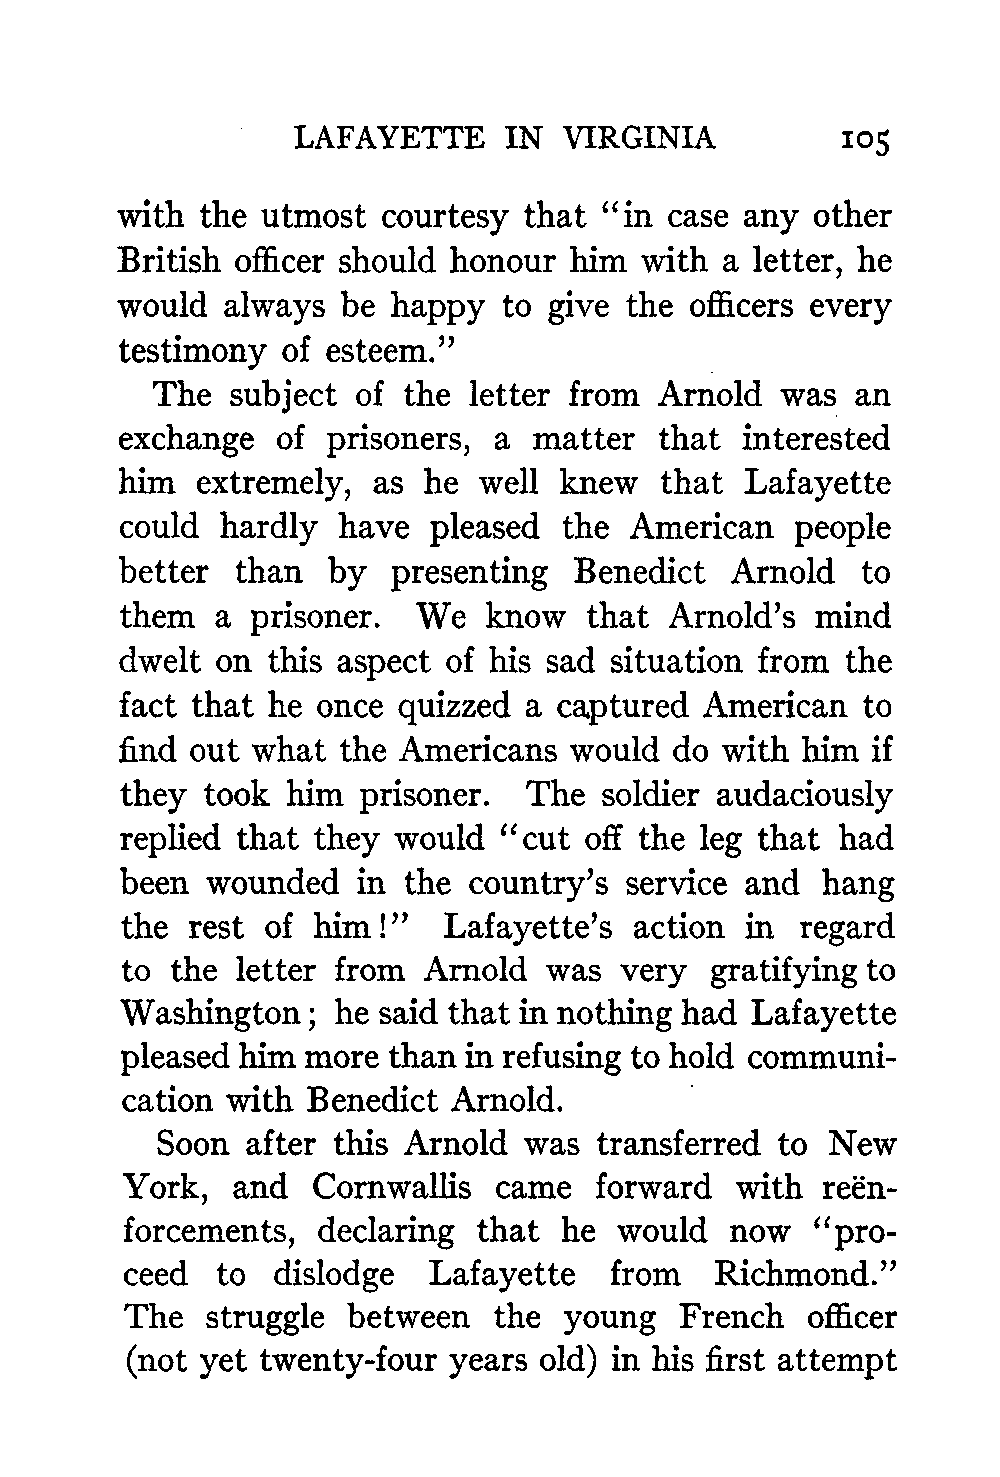 LAFAYETTE IN VIRGINIA 105
with the utmost courtesy that "in case any other
British officer should honour him with a letter, he
would always be happy to give the officers every
testimony of esteem."
The subject of the letter from Arnold was an
exchange of prisoners, a matter that interested
him extremely, as he well knew that Lafayette
could hardly have pleased the American people
better than by presenting Benedict Arnold to
them a prisoner. We know that Arnold's mind
dwelt on this aspect of his sad situation from the
fact that he once quizzed a captured American to
find out what the Americans would do with him if
they took him prisoner. The soldier audaciously
replied that they would "cut off the leg that had
been wounded in the country's service and hang
the rest of him!" Lafayette's action in regard
to the letter from Arnold was very gratifying to
Washington; he said that in nothing had Lafayette
pleased him more than in refusing to hold communi-
cation with Benedict Arnold.
Soon after this Arnold was transferred to New
York, and Cornwallis came forward with reën-
forcements, declaring that he would now "pro-
ceed to dislodge Lafayette from Richmond."
The struggle between the young French officer
(not yet twenty-four years old) in his first attempt